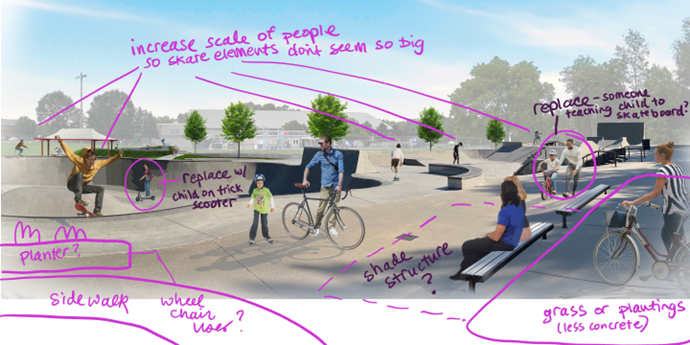 increase scale of people
so skate elements dont seem so big
replace - someone
teaching child to
skateboard?
replace w/
child on trick
scooter
planter?
shade
structure
?
sidewalk
wheel
chair
user?
grass or plantings
(less concrete)